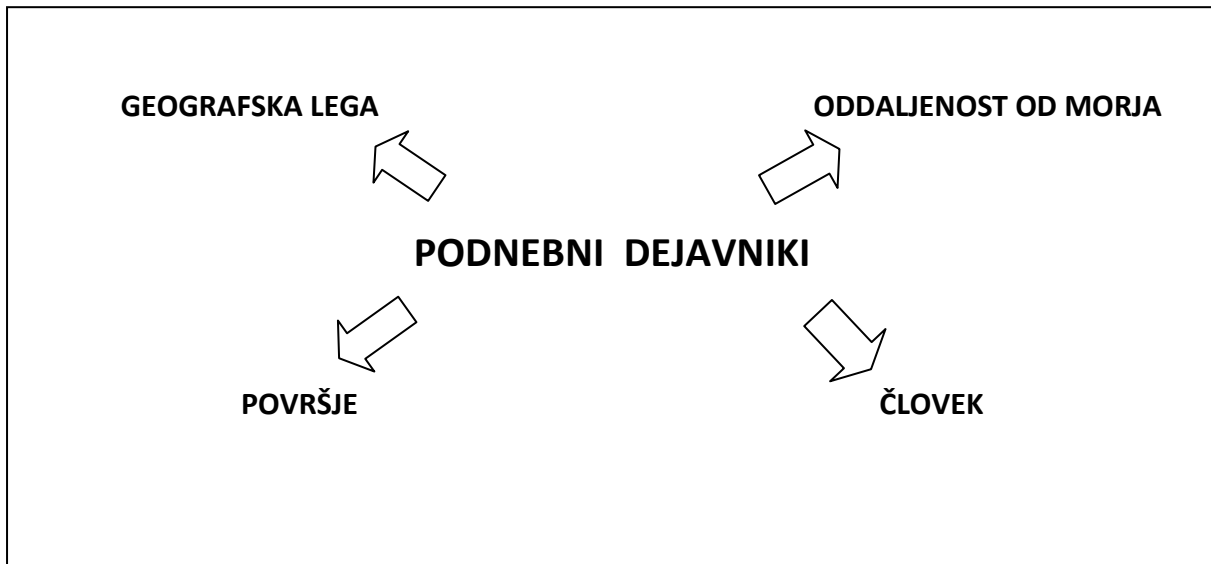 GEOGRAFSKA LEGA
ODDALJENOST OD MORJA
PODNEBNI DEJAVNIKI
POVRŠJE
ČLOVEK